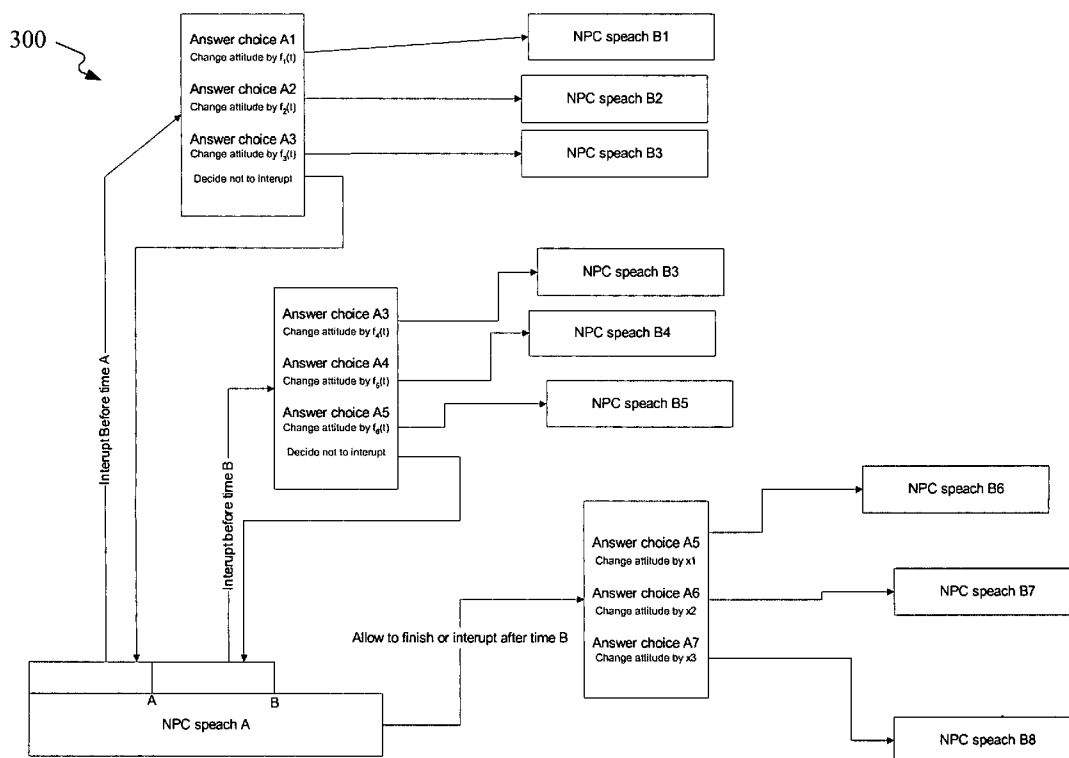 300
Answer choice A1
Change attitude by f1(t)
Answer choice A2
Change attitude by f2(t)
Answer choice A3
Change attitude by f3(t)
Decide not to interupt
NPC speach B1
NPC speach B2
NPC speach B3
Interupt Before time A
Answer choice A3
Change attitude by f4(t)
Answer choice A4
Change attitude by f5(t)
Answer choice A5
Change attitude by f6(t)
Decide not to interupt
NPC speach B3
NPC speach B4
NPC speach B5
Interupt before time B
Allow to finish or interupt after time B
Answer choice A5
Change attitude by x1
Answer choice A6
Change attitude by x2
Answer choice A7
Change attitude by x3
NPC speach B6
NPC speach B7
NPC speach B8
A
B
NPC speach A